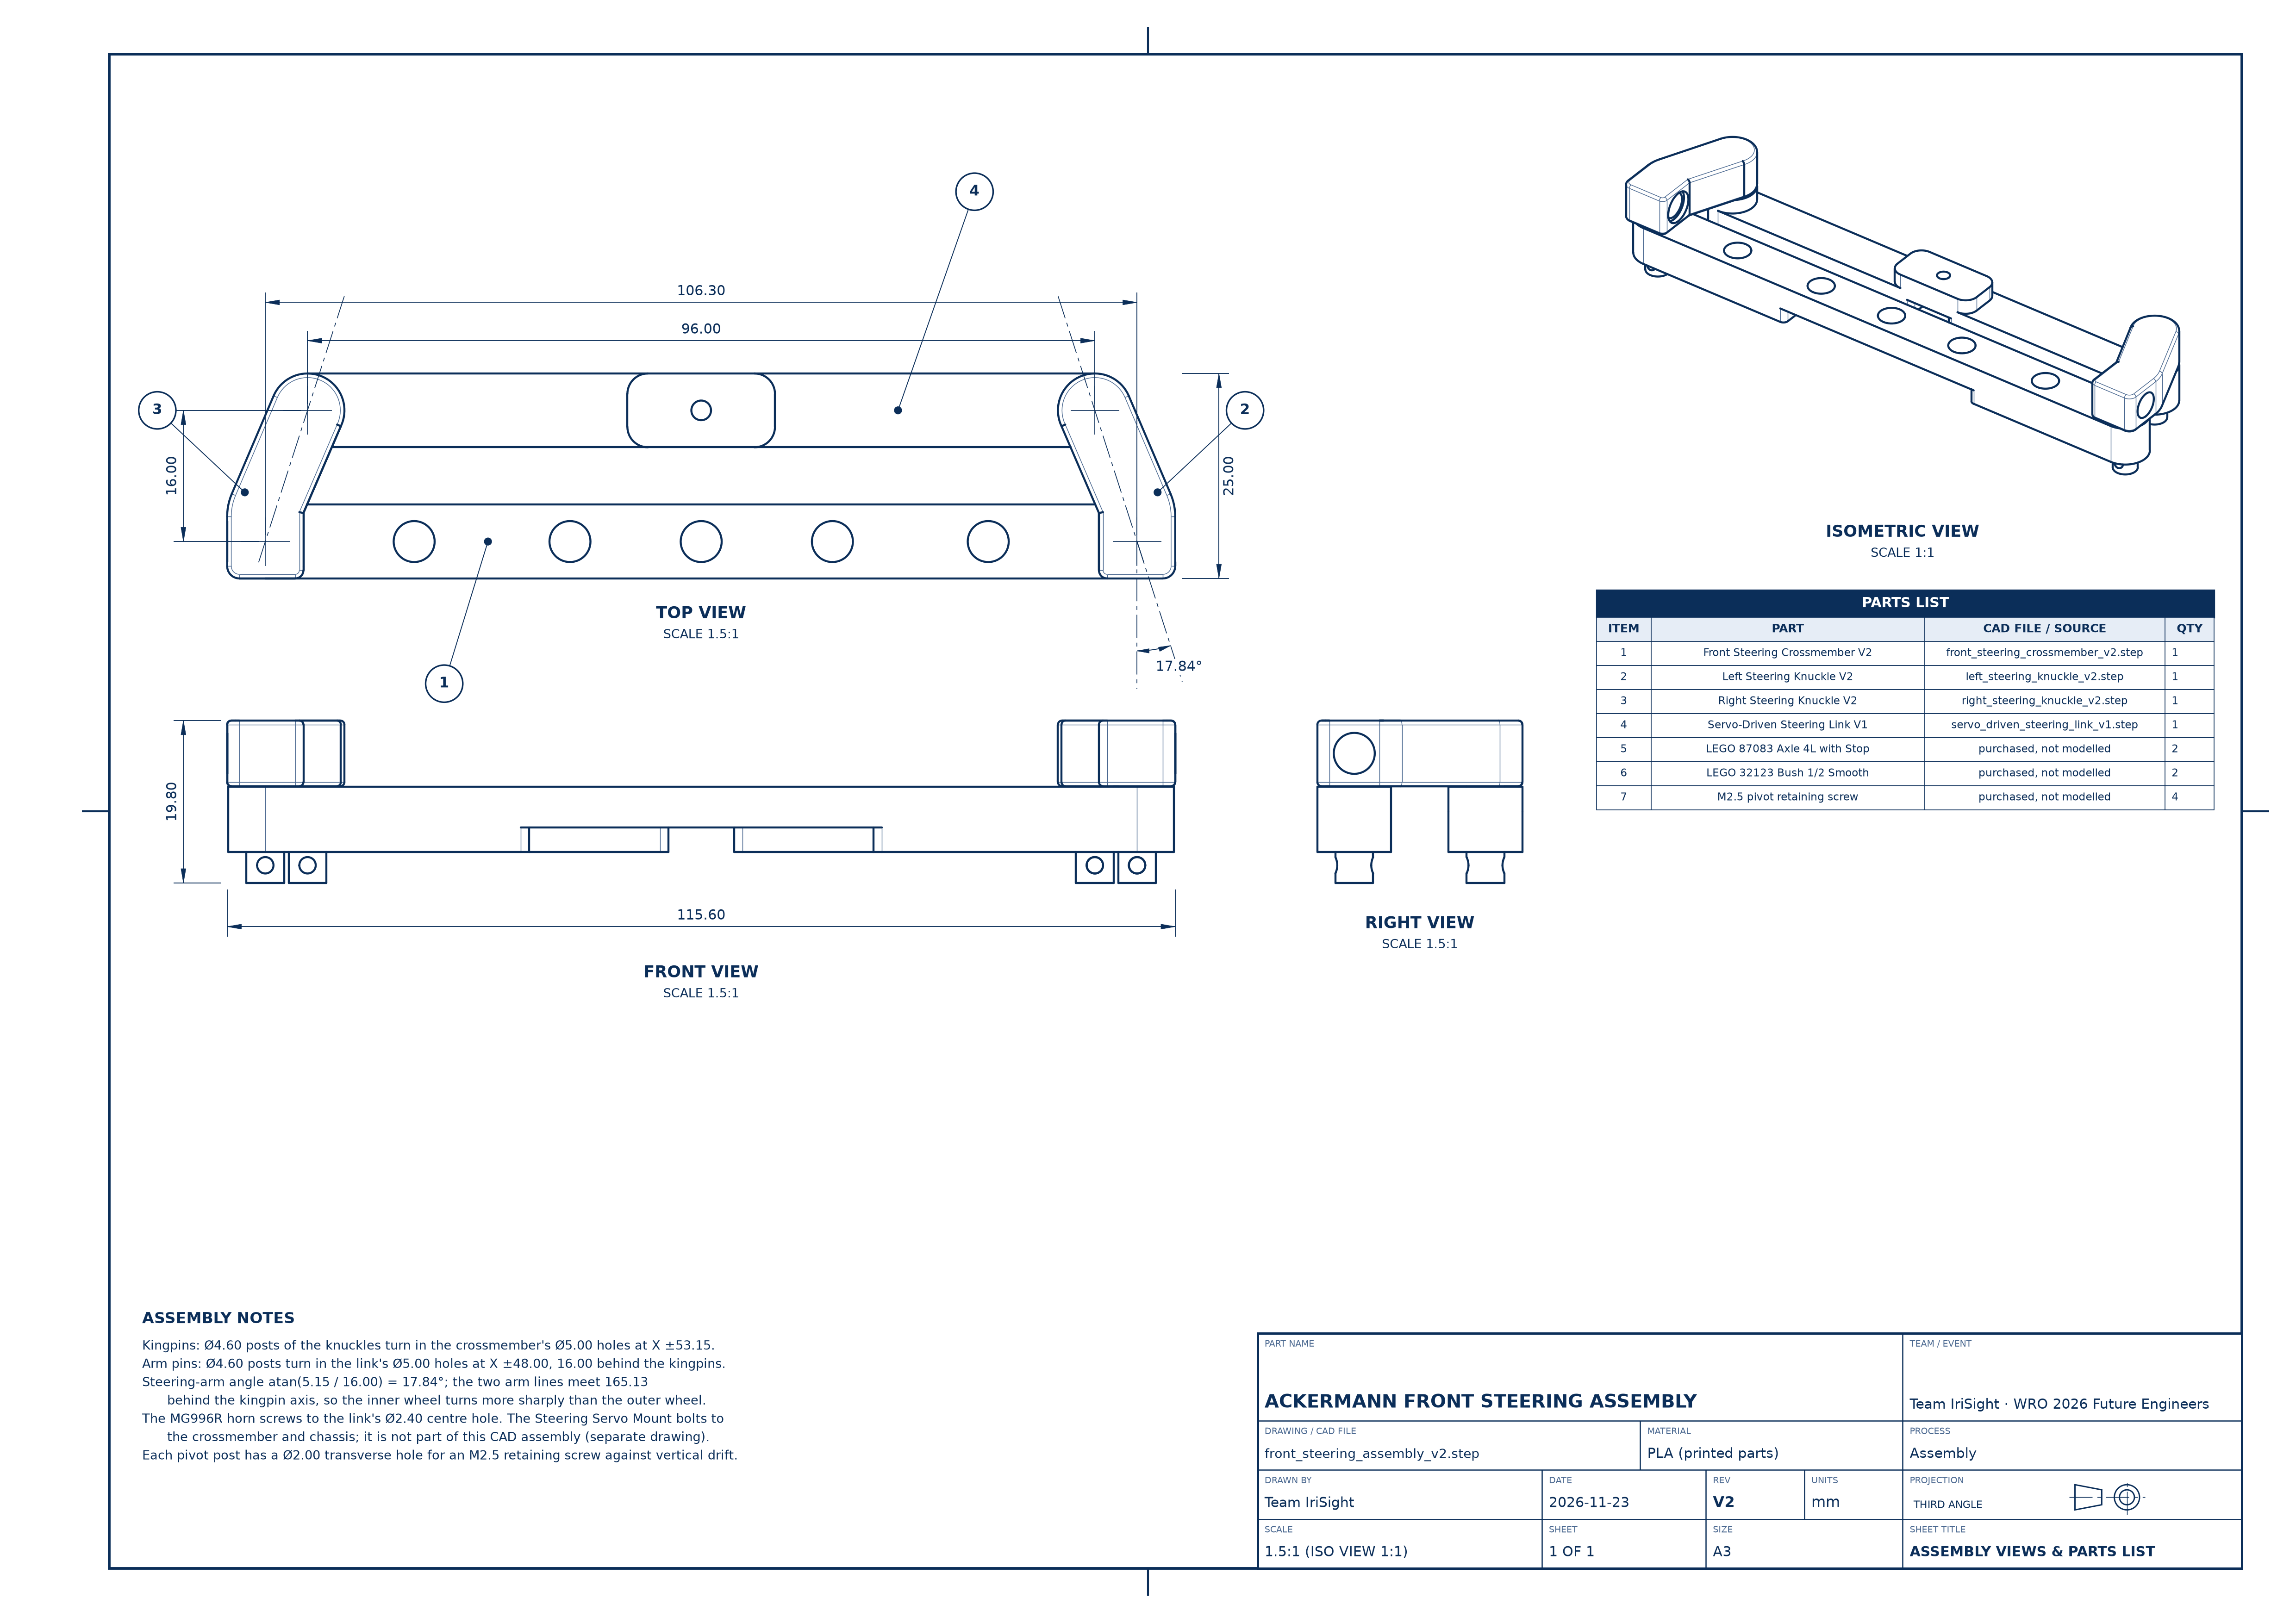 4
106.30
96.00
3
2
16.00
25.00
TOP VIEW
SCALE 1.5:1
17.84°
1
ISOMETRIC VIEW
SCALE 1:1
PARTS LIST
ITEM PART CAD FILE / SOURCE QTY
1 Front Steering Crossmember V2 front_steering_crossmember_v2.step 1
2 Left Steering Knuckle V2 left_steering_knuckle_v2.step 1
3 Right Steering Knuckle V2 right_steering_knuckle_v2.step 1
4 Servo-Driven Steering Link V1 servo_driven_steering_link_v1.step 1
5 LEGO 87083 Axle 4L with Stop purchased, not modelled 2
6 LEGO 32123 Bush 1/2 Smooth purchased, not modelled 2
7 M2.5 pivot retaining screw purchased, not modelled 4
19.80
115.60
FRONT VIEW
SCALE 1.5:1
RIGHT VIEW
SCALE 1.5:1
ASSEMBLY NOTES
Kingpins: Ø4.60 posts of the knuckles turn in the crossmember's Ø5.00 holes at X ±53.15.
Arm pins: Ø4.60 posts turn in the link's Ø5.00 holes at X ±48.00, 16.00 behind the kingpins.
Steering-arm angle atan(5.15 / 16.00) = 17.84°; the two arm lines meet 165.13
behind the kingpin axis, so the inner wheel turns more sharply than the outer wheel.
The MG996R horn screws to the link's Ø2.40 centre hole. The Steering Servo Mount bolts to
the crossmember and chassis; it is not part of this CAD assembly (separate drawing).
Each pivot post has a Ø2.00 transverse hole for an M2.5 retaining screw against vertical drift.
PART NAME
ACKERMANN FRONT STEERING ASSEMBLY
TEAM / EVENT
Team IriSight · WRO 2026 Future Engineers
DRAWING / CAD FILE
front_steering_assembly_v2.step
MATERIAL
PLA (printed parts)
PROCESS
Assembly
DRAWN BY
Team IriSight
DATE
2026-11-23
REV
V2
UNITS
mm
PROJECTION
THIRD ANGLE
SCALE
1.5:1 (ISO VIEW 1:1)
SHEET
1 OF 1
SIZE
A3
SHEET TITLE
ASSEMBLY VIEWS & PARTS LIST